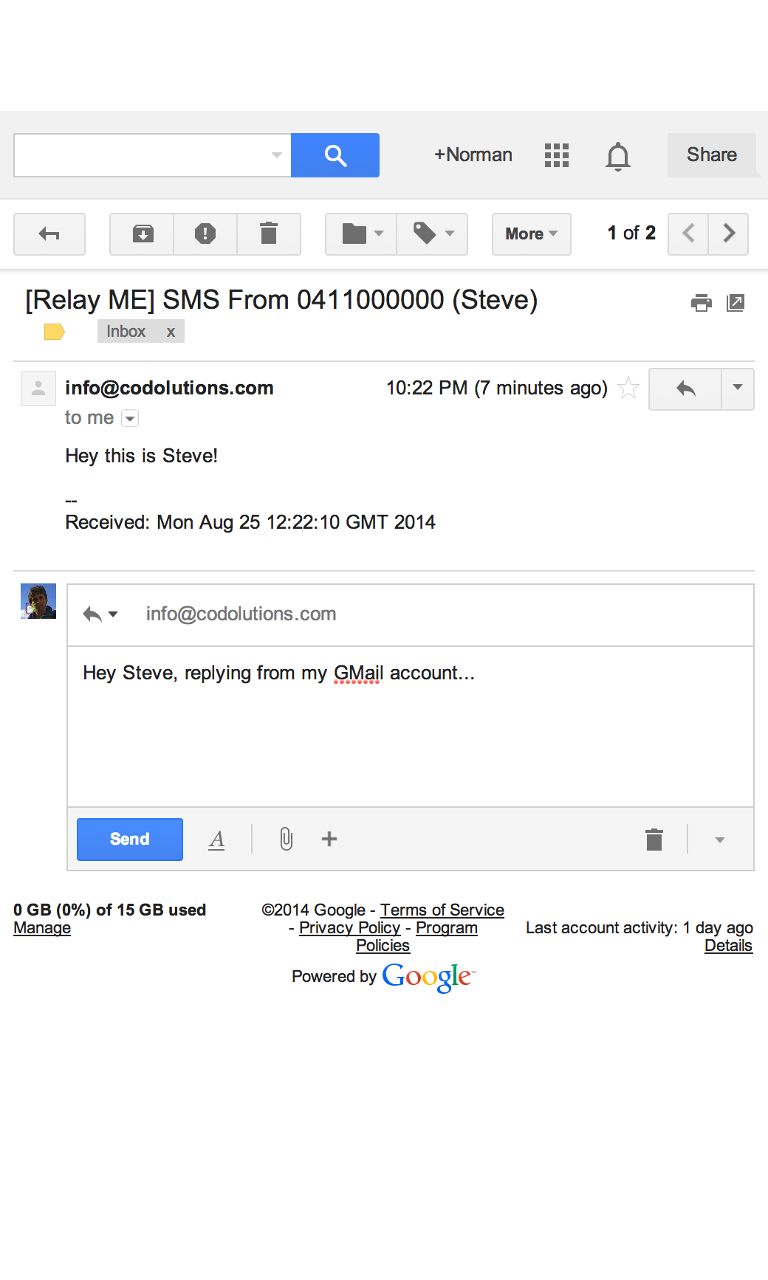 +Norman
Share
More
1 of 2
[Relay ME] SMS From 0411000000 (Steve)
Inbox x
info@codolutions.com 10:22 PM (7 minutes ago)
to me
Hey this is Steve!
--
Received: Mon Aug 25 12:22:10 GMT 2014
info@codolutions.com
Hey Steve, replying from my GMail account...
Send A
0 GB (0%) of 15 GB used
Manage
©2014 Google - Terms of Service
- Privacy Policy - Program
Policies
Powered by Google™
Last account activity: 1 day ago
Details